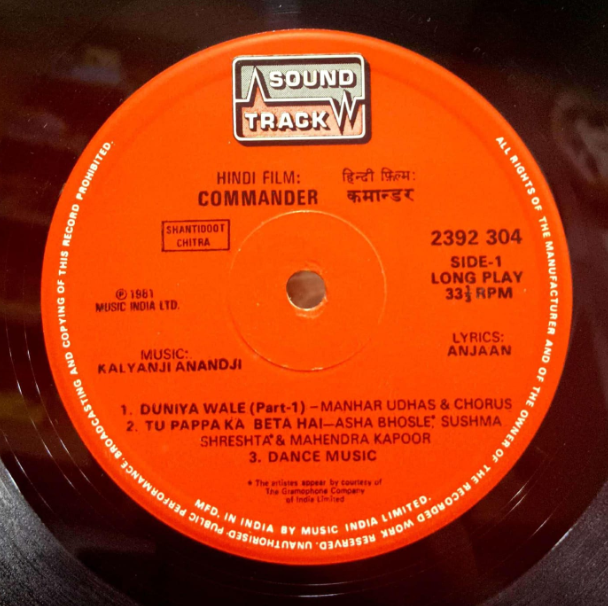 SOUND
TRACK
HINDI FILM:
COMMANDER
हिन्दी फ़िल्म:
कमान्डर
SHANTIDOOT
CHITRA
2392 304
SIDE-1
LONG PLAY
33⅓ RPM
℗ 1981
MUSIC INDIA LTD.
MUSIC:
KALYANJI ANANDJI
LYRICS:
ANJAAN
1. DUNIYA WALE (Part-1) – MANHAR UDHAS & CHORUS
2. TU PAPPA KA BETA HAI – ASHA BHOSLE*, SUSHMA
SHRESHTA* & MAHENDRA KAPOOR
3. DANCE MUSIC
* The artistes appear by courtesy of
The Gramophone Company
of India Limited
MFD. IN INDIA BY MUSIC INDIA LIMITED.
ALL RIGHTS OF THE MANUFACTURER AND OF THE OWNER OF THE RECORDED WORK RESERVED. UNAUTHORISED PUBLIC PERFORMANCE, BROADCASTING AND COPYING OF THIS RECORD PROHIBITED.